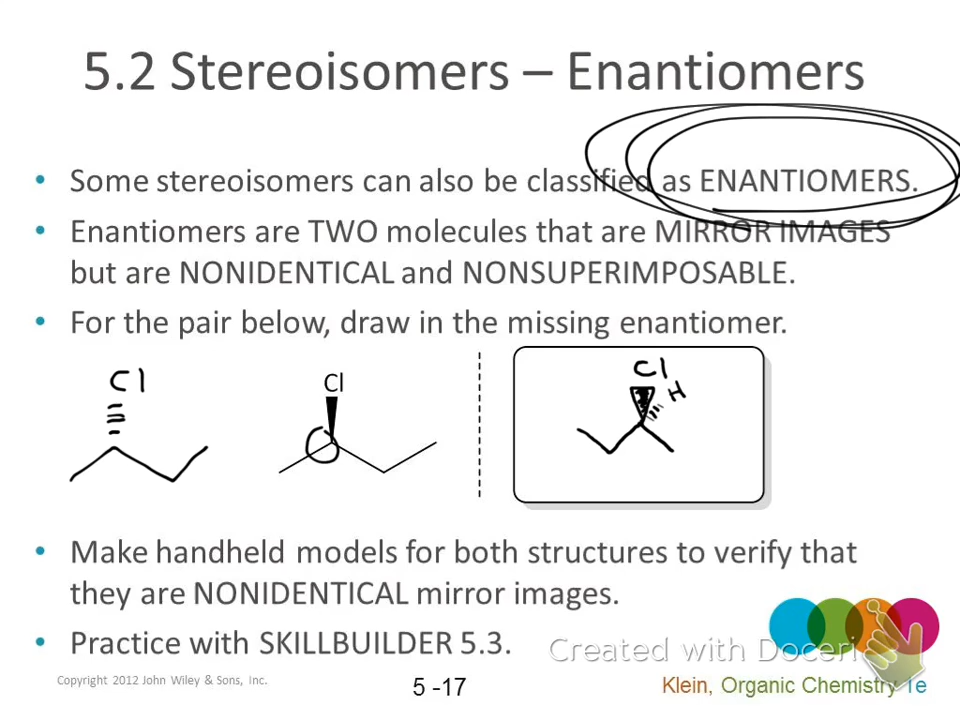 5.2 Stereoisomers – Enantiomers
• Some stereoisomers can also be classified as ENANTIOMERS.
• Enantiomers are TWO molecules that are MIRROR IMAGES
but are NONIDENTICAL and NONSUPERIMPOSABLE.
• For the pair below, draw in the missing enantiomer.
Cl
Cl
Cl
H
• Make handheld models for both structures to verify that
they are NONIDENTICAL mirror images.
• Practice with SKILLBUILDER 5.3.
Created with Doceri
Copyright 2012 John Wiley & Sons, Inc.
5 -17
Klein, Organic Chemistry 1e